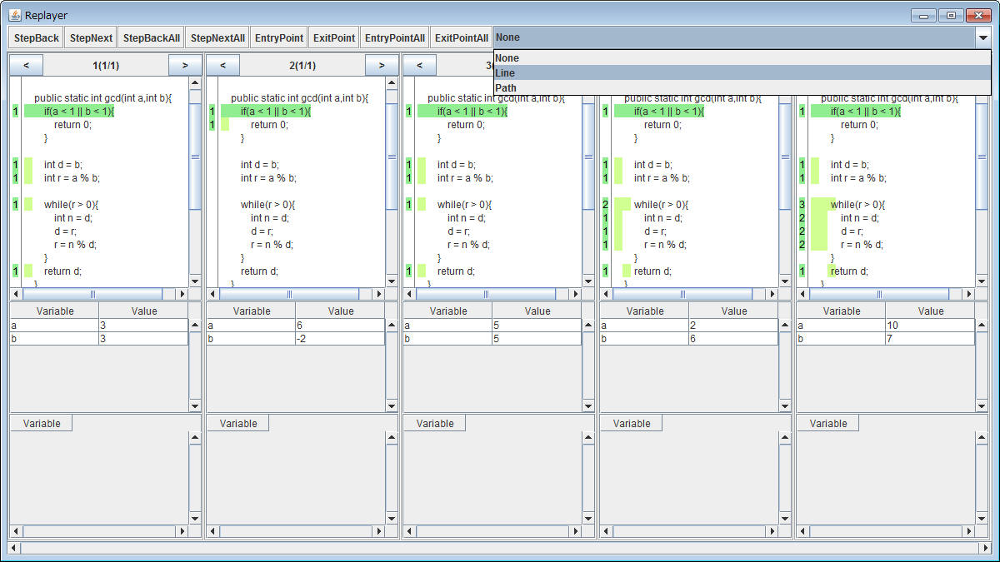 Replayer
StepBack StepNext StepBackAll StepNextAll EntryPoint ExitPoint EntryPointAll ExitPointAll None
None
Line
Path
< 1(1/1) >
public static int gcd(int a,int b){
1 if(a < 1 || b < 1){
return 0;
}
1 int d = b;
1 int r = a % b;
1 while(r > 0){
int n = d;
d = r;
r = n % d;
}
1 return d;
}
Variable Value
a 3
b 3
Variable
< 2(1/1) >
public static int gcd(int a,int b){
1 if(a < 1 || b < 1){
1 return 0;
}
int d = b;
int r = a % b;
while(r > 0){
int n = d;
d = r;
r = n % d;
}
return d;
}
Variable Value
a 6
b -2
Variable
< 3(
public static int gcd(int a,int b){
1 if(a < 1 || b < 1){
return 0;
}
1 int d = b;
1 int r = a % b;
1 while(r > 0){
int n = d;
d = r;
r = n % d;
}
1 return d;
}
Variable Value
a 5
b 5
Variable
public static int gcd(int a,int b){
1 if(a < 1 || b < 1){
return 0;
}
1 int d = b;
1 int r = a % b;
2 while(r > 0){
1 int n = d;
1 d = r;
1 r = n % d;
}
1 return d;
}
Variable Value
a 2
b 6
Variable
public static int gcd(int a,int b){
1 if(a < 1 || b < 1){
return 0;
}
1 int d = b;
1 int r = a % b;
3 while(r > 0){
2 int n = d;
2 d = r;
2 r = n % d;
}
1 return d;
}
Variable Value
a 10
b 7
Variable